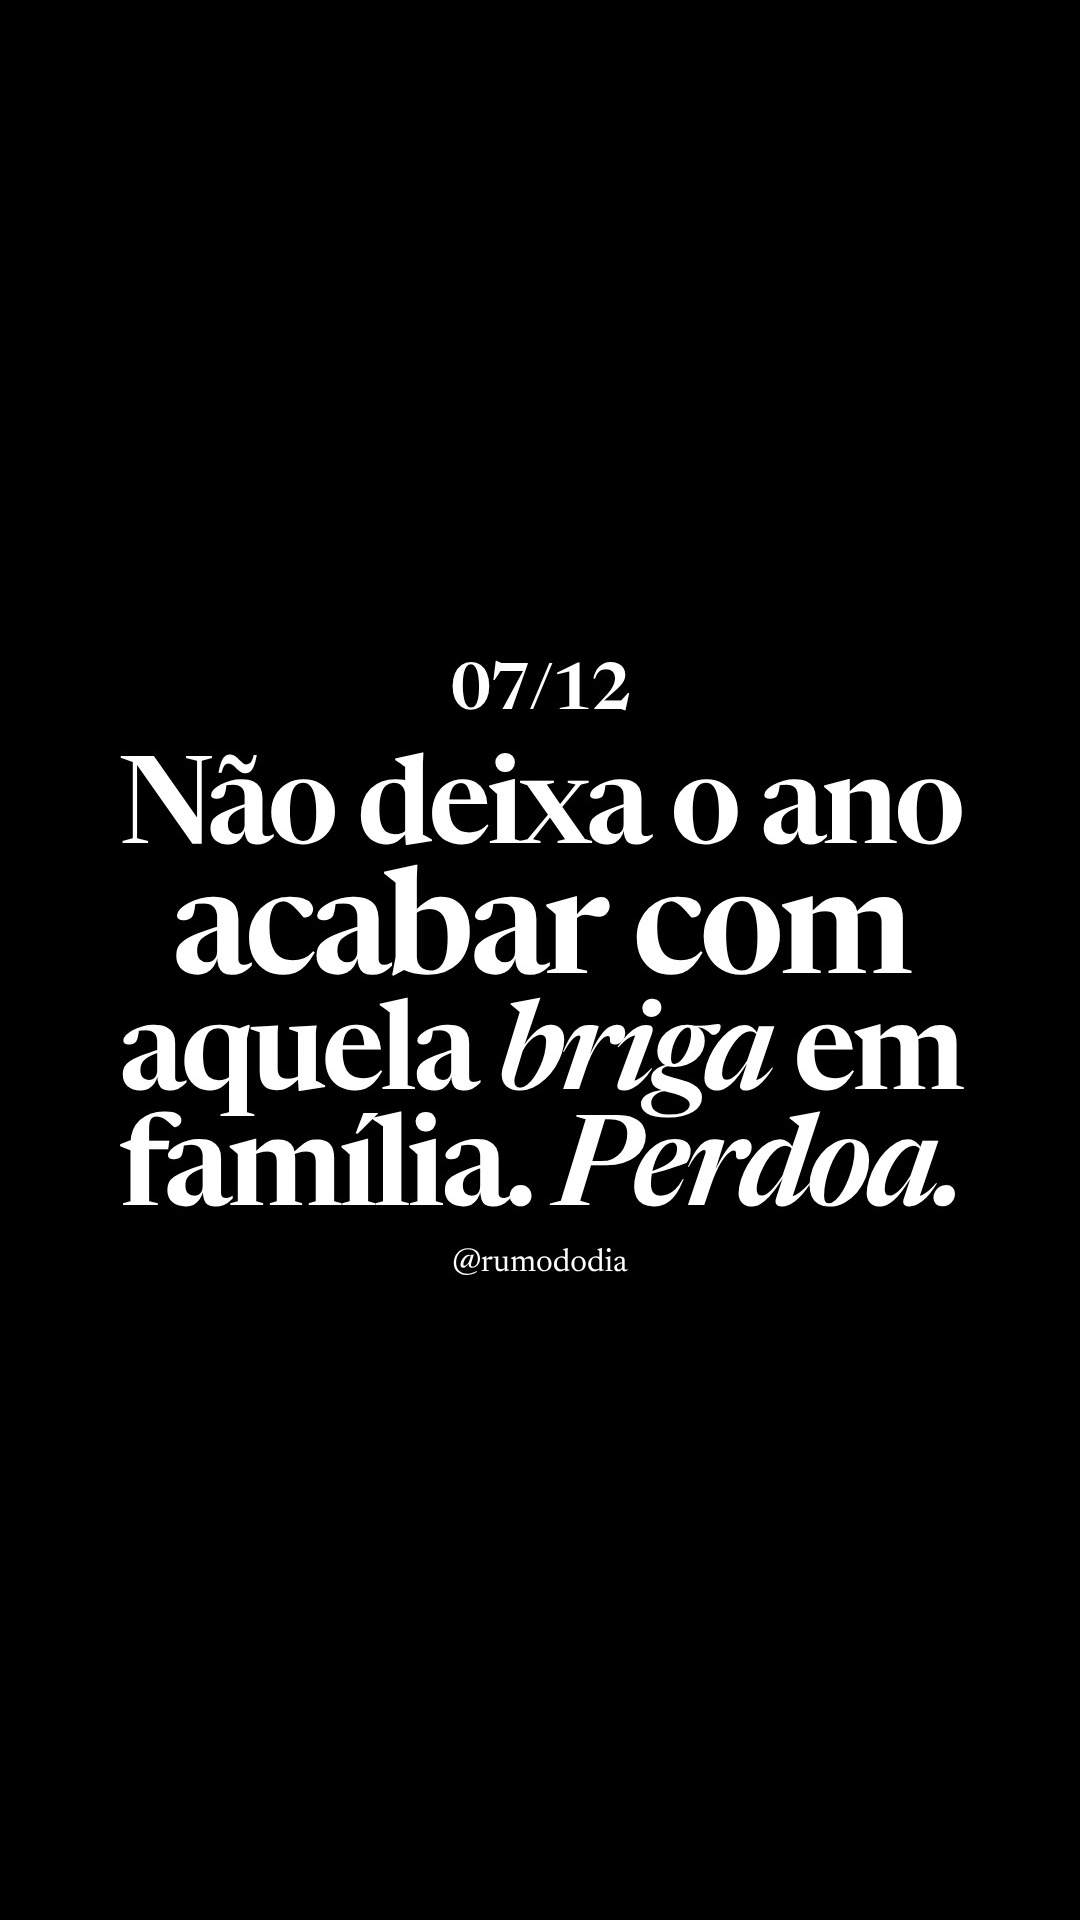 07/12
Não deixa o ano
acabar com
aquela briga em
família. Perdoa.
@rumododia